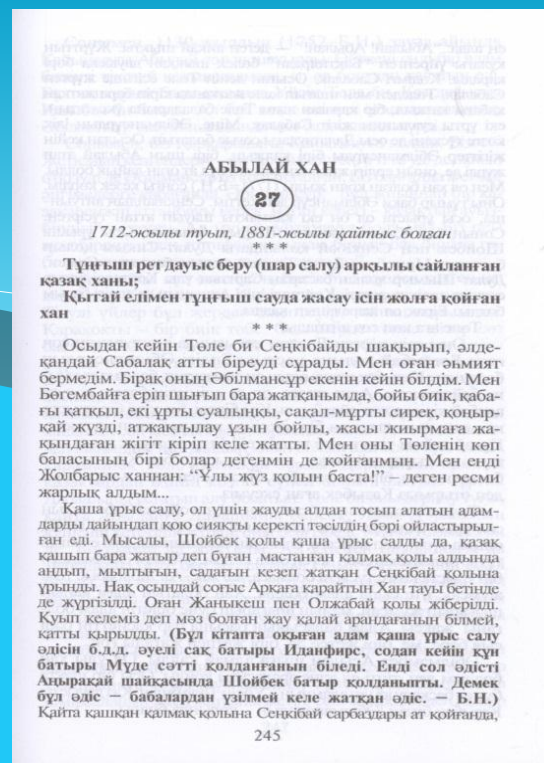 АБЫЛАЙ ХАН
27
1712-жылы туып, 1881-жылы қайтыс болған
* * *
Тұңғыш рет дауыс беру (шар салу) арқылы сайланған
қазақ ханы;
Қытай елімен тұңғыш сауда жасау ісін жолға қойған
хан
* * *
Осыдан кейін Төле би Сеңкібайды шақырып, әлде-
қандай Сабалақ атты біреуді сұрады. Мен оған әһмият
бермедім. Бірақ оның Әбілмансұр екенін кейін білдім. Мен
Бөгембайға еріп шығып бара жатқанымда, бойы биік, қаба-
ғы қатқыл, екі ұрты суалыңқы, сақал-мұрты сирек, қоңыр-
қай жүзді, атжақтылау ұзын бойлы, жасы жиырмаға жа-
қындаған жігіт кіріп келе жатты. Мен оны Төленің көп
баласының бірі болар дегенмін де қойғанмын. Мен енді
Жолбарыс ханнан: “Ұлы жүз қолын баста!” – деген ресми
жарлық алдым...
Қаша ұрыс салу, ол үшін жауды алдан тосып алатын адам-
дарды дайындап қою сияқты керекті тәсілдің бәрі ойластырыл-
ған еді. Мысалы, Шойбек қолы қаша ұрыс салды да, қазақ
қашып бара жатыр деп бұған мастанған қалмақ қолы алдында
аңдып, мылтығын, садағын кезеп жатқан Сеңкібай қолына
ұрынды. Нақ осындай соғыс Арқаға қарайтын Хан тауы бетінде
де жүргізілді. Оған Жаныкеш пен Олжабай қолы жіберілді.
Қуып келеміз деп мәз болған жау қалай арандағанын білмей,
қатты қырылды. (Бұл кітапта оқыған адам қаша ұрыс салу
әдісін б.д.д. әуелі сақ батыры Иданфирс, содан кейін күн
батыры Мүде сәтті қолданғанын біледі. Енді сол әдісті
Аңырақай шайқасында Шойбек батыр қолданыпты. Демек
бұл әдіс – бабалардан үзілмей келе жатқан әдіс. – Б.Н.)
Қайта қашқан қалмақ қолына Сеңкібай сарбаздары ат қойғанда,
245